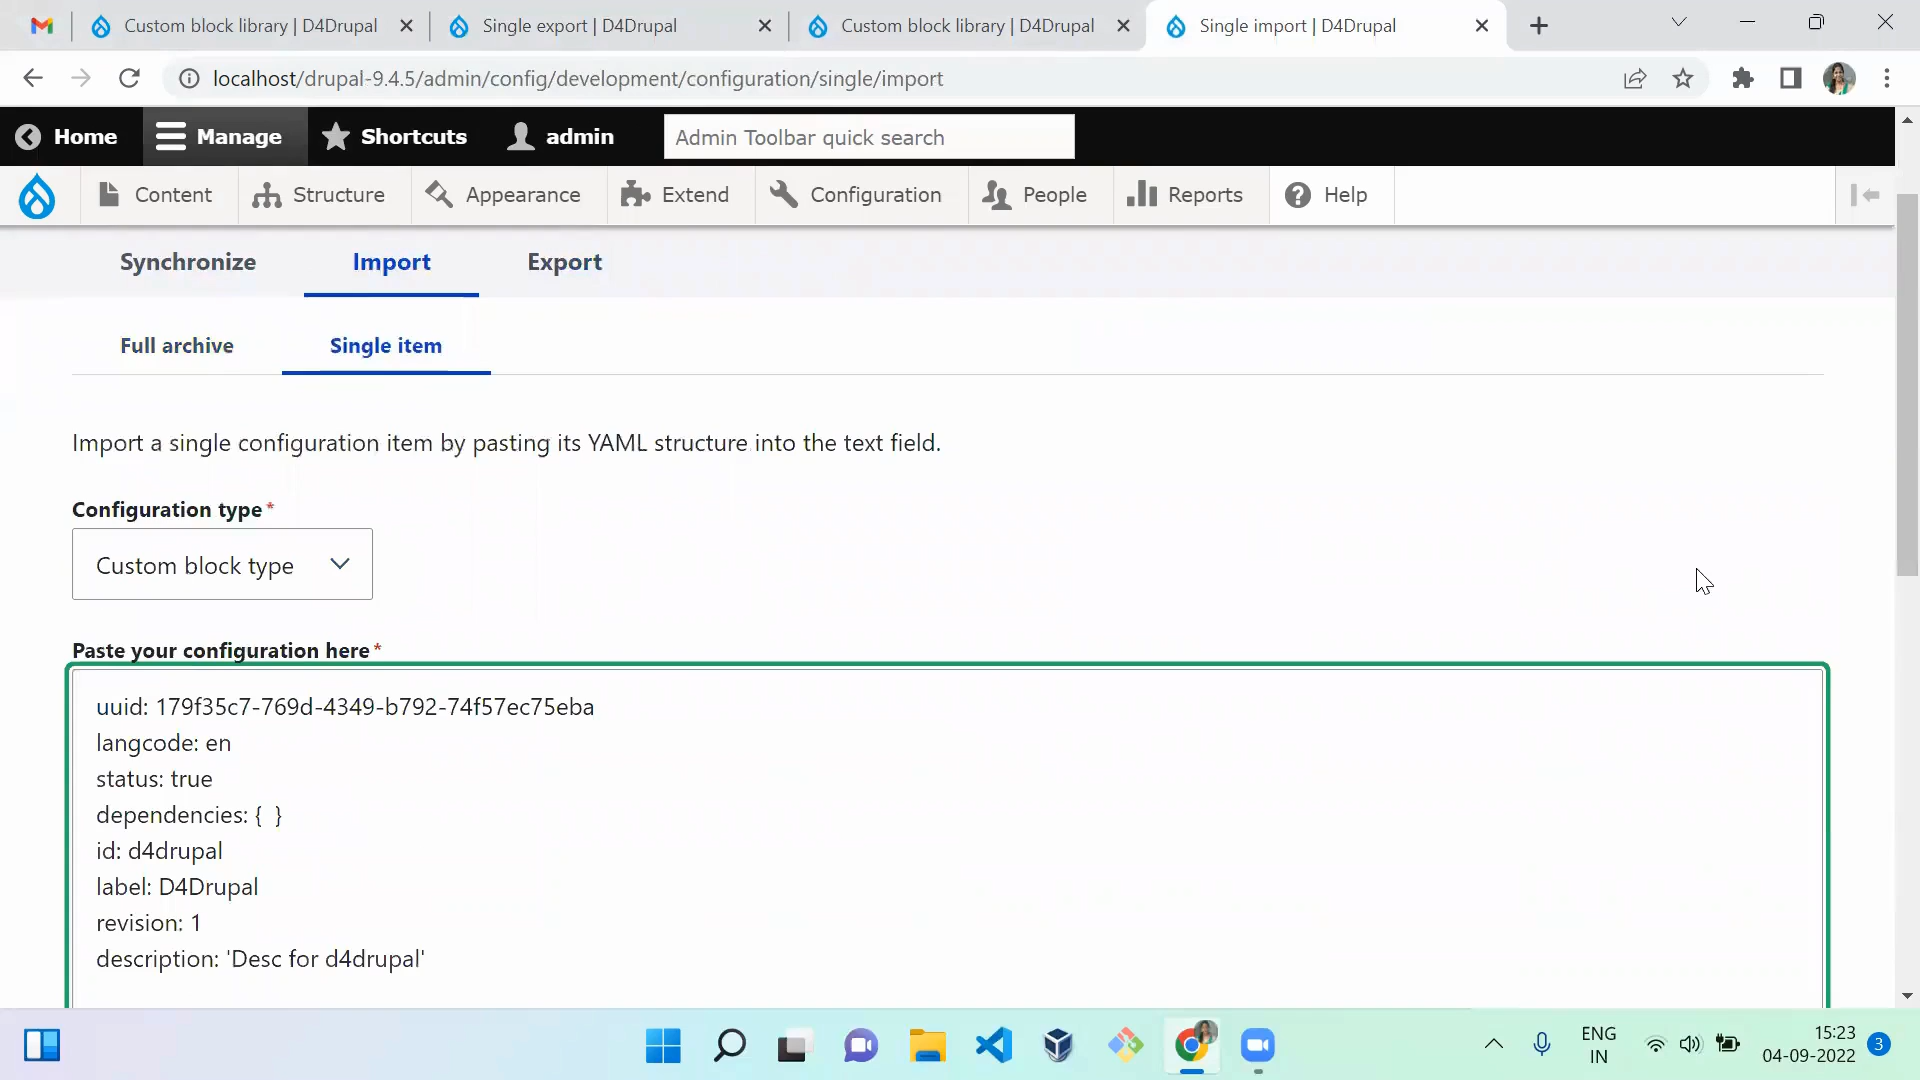 Custom block library | D4Drupal
Single export | D4Drupal
Custom block library | D4Drupal
Single import | D4Drupal
localhost/drupal-9.4.5/admin/config/development/configuration/single/import
Home
Manage
Shortcuts
admin
Admin Toolbar quick search
Content
Structure
Appearance
Extend
Configuration
People
Reports
Help
Synchronize
Import
Export
Full archive
Single item
Import a single configuration item by pasting its YAML structure into the text field.
Configuration type*
Custom block type
Paste your configuration here*
uuid: 179f35c7-769d-4349-b792-74f57ec75eba
langcode: en
status: true
dependencies: {  }
id: d4drupal
label: D4Drupal
revision: 1
description: 'Desc for d4drupal'
ENG
IN
15:23
04-09-2022
3